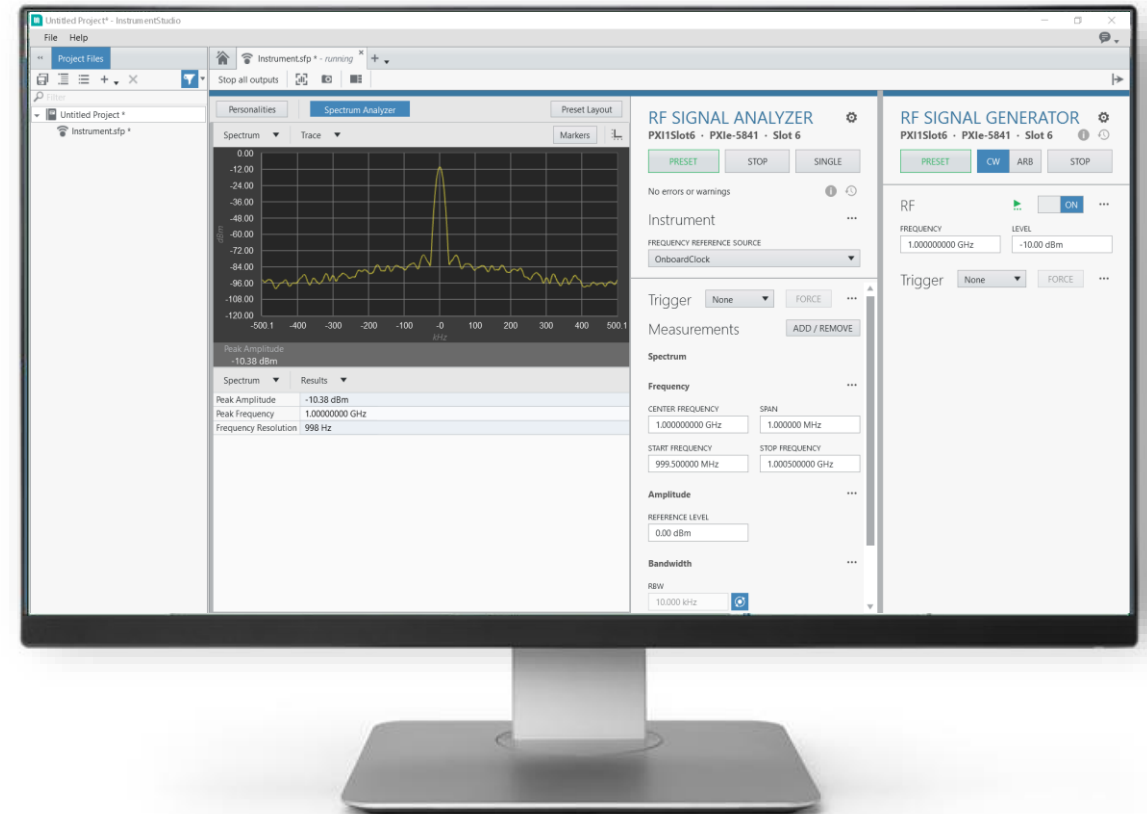 Untitled Project* - InstrumentStudio
File Help
Project Files
Instrument.sfp * - running
Stop all outputs
Filter
Untitled Project *
Instrument.sfp *
Personalities Spectrum Analyzer Preset Layout
Spectrum Trace Markers
0.00
-12.00
-24.00
-36.00
-48.00
-60.00
-72.00
-84.00
-96.00
-108.00
-120.00
dBm
-500.1 -400 -300 -200 -100 -0 100 200 300 400 500.1
kHz
Peak Amplitude
-10.38 dBm
Spectrum Results
Peak Amplitude -10.38 dBm
Peak Frequency 1.00000000 GHz
Frequency Resolution 998 Hz
RF SIGNAL ANALYZER
PXI1Slot6 · PXIe-5841 · Slot 6
PRESET STOP SINGLE
No errors or warnings
Instrument
FREQUENCY REFERENCE SOURCE
OnboardClock
Trigger None FORCE
Measurements ADD / REMOVE
Spectrum
Frequency
CENTER FREQUENCY SPAN
1.000000000 GHz 1.000000 MHz
START FREQUENCY STOP FREQUENCY
999.500000 MHz 1.000500000 GHz
Amplitude
REFERENCE LEVEL
0.00 dBm
Bandwidth
RBW
10.000 kHz
RF SIGNAL GENERATOR
PXI1Slot6 · PXIe-5841 · Slot 6
PRESET CW ARB STOP
RF ON
FREQUENCY LEVEL
1.000000000 GHz -10.00 dBm
Trigger None FORCE